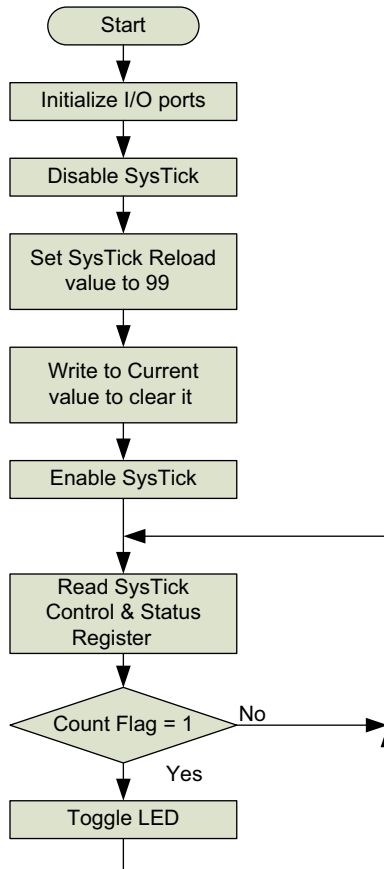 Start
Initialize I/O ports
Disable SysTick
Set SysTick Reload
value to 99
Write to Current
value to clear it
Enable SysTick
Read SysTick
Control & Status
Register
Count Flag = 1
No
Yes
Toggle LED